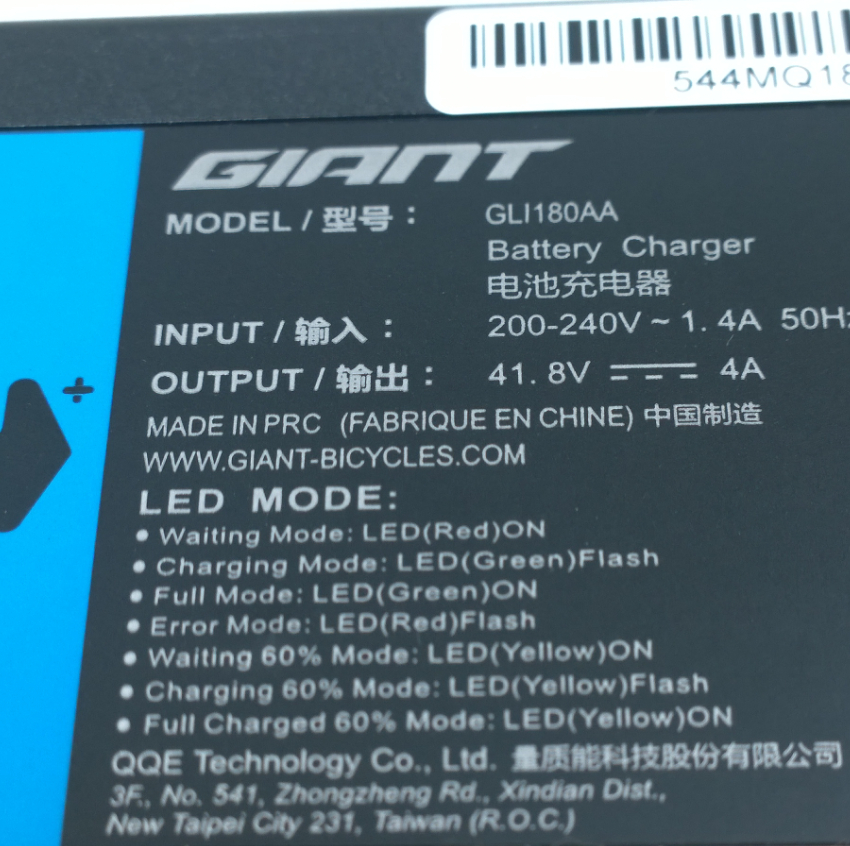 544MQ18
GIANT
MODEL / 型号： GLI180AA
Battery Charger
电池充电器
INPUT / 输入： 200-240V ~ 1. 4A 50Hz
OUTPUT / 输出： 41. 8V ⎓ 4A
MADE IN PRC (FABRIQUE EN CHINE) 中国制造
WWW.GIANT-BICYCLES.COM
LED MODE:
• Waiting Mode: LED(Red)ON
• Charging Mode: LED(Green)Flash
• Full Mode: LED(Green)ON
• Error Mode: LED(Red)Flash
• Waiting 60% Mode: LED(Yellow)ON
• Charging 60% Mode: LED(Yellow)Flash
• Full Charged 60% Mode: LED(Yellow)ON
QQE Technology Co., Ltd. 量质能科技股份有限公司
3F., No. 541, Zhongzheng Rd., Xindian Dist.,
New Taipei City 231, Taiwan (R.O.C.)